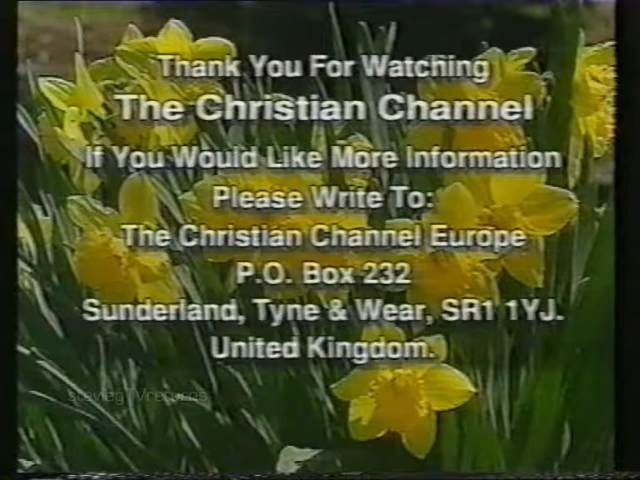 Thank You For Watching
The Christian Channel
If You Would Like More Information
Please Write To:
The Christian Channel Europe
P.O. Box 232
Sunderland, Tyne & Wear, SR1 1YJ.
United Kingdom.
steviegTVreturns